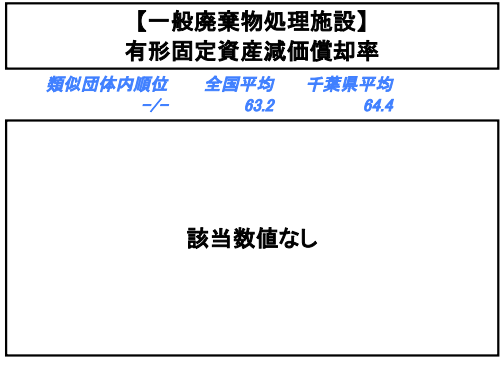 【一般廃棄物処理施設】
有形固定資産減価償却率
類似団体内順位 全国平均 千葉県平均
-/- 63.2 64.4
該当数値なし